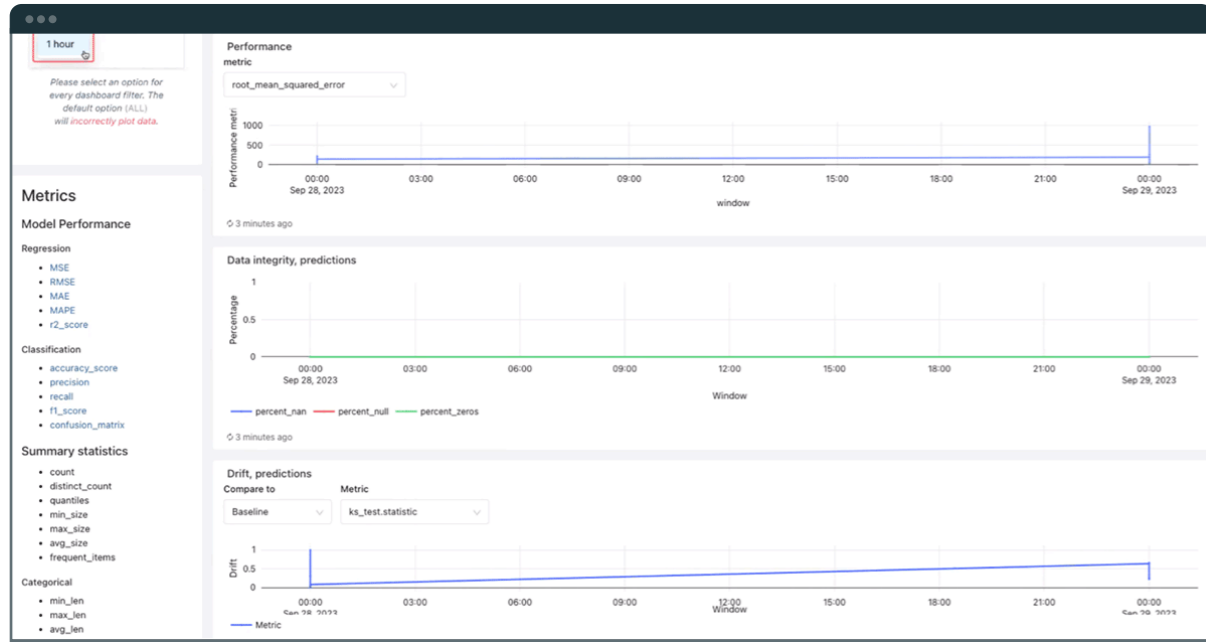 1 hour
Please select an option for
every dashboard filter. The
default option (ALL)
will incorrectly plot data.
Metrics
Model Performance
Regression
• MSE
• RMSE
• MAE
• MAPE
• r2_score
Classification
• accuracy_score
• precision
• recall
• f1_score
• confusion_matrix
Summary statistics
• count
• distinct_count
• quantiles
• min_size
• max_size
• avg_size
• frequent_items
Categorical
• min_len
• max_len
• avg_len
Performance
metric
root_mean_squared_error
Performance metri
1000
500
0
00:00 03:00 06:00 09:00 12:00 15:00 18:00 21:00 00:00
Sep 28, 2023 Sep 29, 2023
window
3 minutes ago
Data integrity, predictions
Percentage
1
0.5
0
00:00 03:00 06:00 09:00 12:00 15:00 18:00 21:00 00:00
Sep 28, 2023 Sep 29, 2023
Window
percent_nan percent_null percent_zeros
3 minutes ago
Drift, predictions
Compare to Metric
Baseline ks_test.statistic
Drift
1
0.5
0
00:00 03:00 06:00 09:00 12:00 15:00 18:00 21:00 00:00
Sep 28, 2023 Sep 29, 2023
Window
Metric